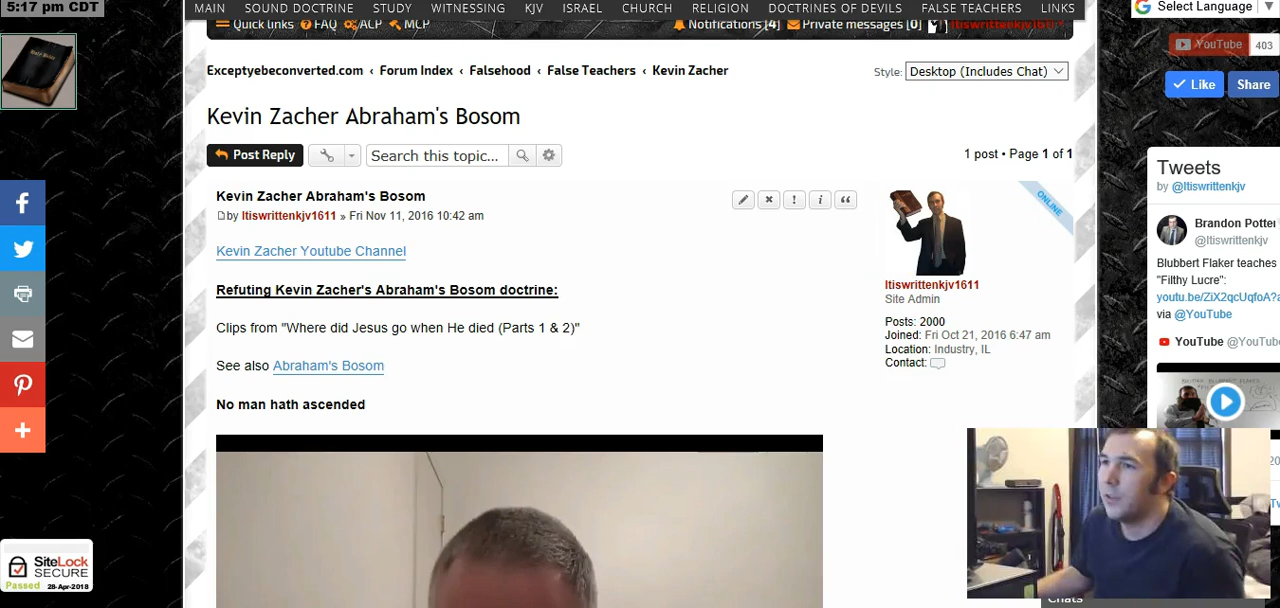 5:17 pm CDT
MAIN SOUND DOCTRINE STUDY WITNESSING KJV ISRAEL CHURCH RELIGION DOCTRINES OF DEVILS FALSE TEACHERS LINKS
Select Language
Quick links FAQ ACP MCP Notifications [4] Private messages [0]
YouTube 403
Exceptyebeconverted.com ‹ Forum Index ‹ Falsehood ‹ False Teachers ‹ Kevin Zacher
Style: Desktop (Includes Chat)
Like Share
Kevin Zacher Abraham's Bosom
Post Reply Search this topic... 1 post • Page 1 of 1
Kevin Zacher Abraham's Bosom
by Itiswrittenkjv1611 » Fri Nov 11, 2016 10:42 am
ONLINE
Kevin Zacher Youtube Channel
Refuting Kevin Zacher's Abraham's Bosom doctrine:
Clips from "Where did Jesus go when He died (Parts 1 & 2)"
See also Abraham's Bosom
No man hath ascended
Itiswrittenkjv1611
Site Admin
Posts: 2000
Joined: Fri Oct 21, 2016 6:47 am
Location: Industry, IL
Contact:
Tweets
by @Itiswrittenkjv
Brandon Potter
@Itiswrittenkjv
Blubbert Flaker teaches
"Filthy Lucre":
youtu.be/ZiX2qcUqfoA?a
via @YouTube
YouTube @YouTube
SiteLock
SECURE
Passed 28-Apr-2018
Chats